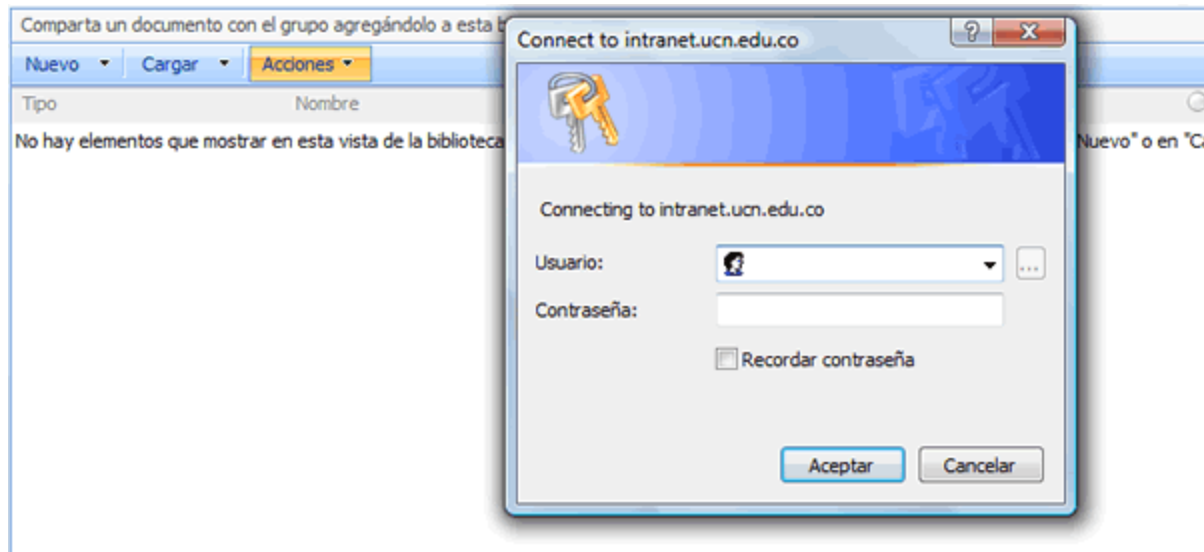 Comparta un documento con el grupo agregándolo a esta
Nuevo Cargar Acciones
Tipo Nombre
No hay elementos que mostrar en esta vista de la biblioteca
Nuevo" o en "Ca
Connect to intranet.ucn.edu.co
Connecting to intranet.ucn.edu.co
Usuario:
...
Contraseña:
Recordar contraseña
Aceptar Cancelar